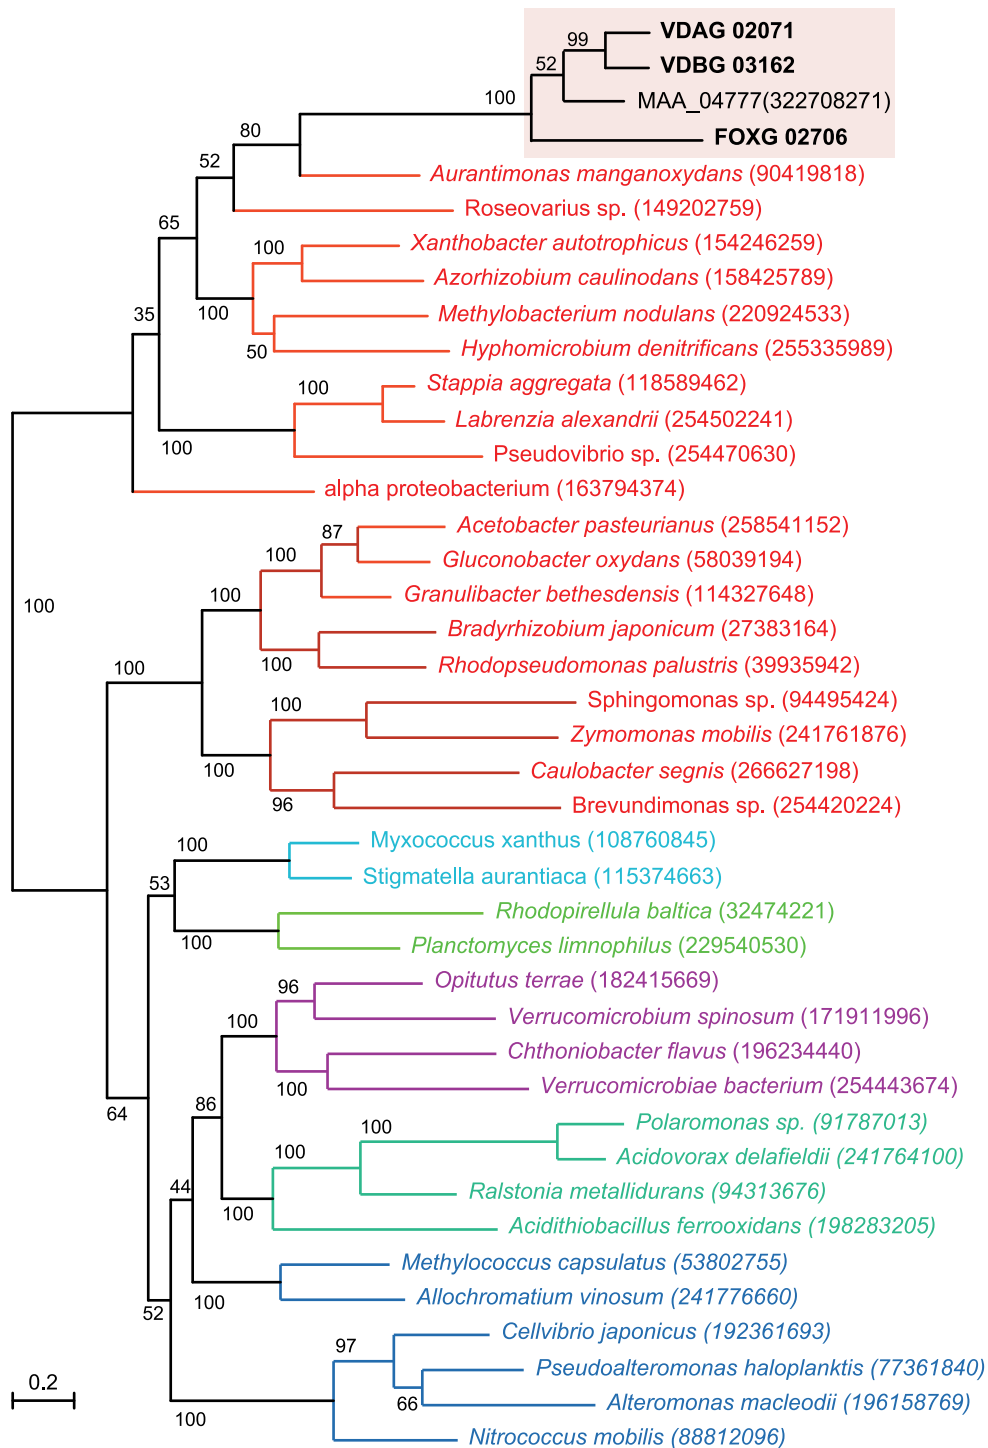 VDAG 02071
99
VDBG 03162
52
MAA_04777(322708271)
100
FOXG 02706
80
52
Aurantimonas manganoxydans (90419818)
Roseovarius sp. (149202759)
65
Xanthobacter autotrophicus (154246259)
100
Azorhizobium caulinodans (158425789)
35
100
Methylobacterium nodulans (220924533)
50
Hyphomicrobium denitrificans (255335989)
Stappia aggregata (118589462)
100
Labrenzia alexandrii (254502241)
100
Pseudovibrio sp. (254470630)
alpha proteobacterium (163794374)
Acetobacter pasteurianus (258541152)
87
100
Gluconobacter oxydans (58039194)
100
Granulibacter bethesdensis (114327648)
100
Bradyrhizobium japonicum (27383164)
100
100
Rhodopseudomonas palustris (39935942)
Sphingomonas sp. (94495424)
100
Zymomonas mobilis (241761876)
100
Caulobacter segnis (266627198)
96
Brevundimonas sp. (254420224)
Myxococcus xanthus (108760845)
100
Stigmatella aurantiaca (115374663)
53
Rhodopirellula baltica (32474221)
100
Planctomyces limnophilus (229540530)
Opitutus terrae (182415669)
96
Verrucomicrobium spinosum (171911996)
100
Chthoniobacter flavus (196234440)
100
Verrucomicrobiae bacterium (254443674)
64
86
Polaromonas sp. (91787013)
100
Acidovorax delafieldii (241764100)
100
44
Ralstonia metallidurans (94313676)
100
Acidithiobacillus ferrooxidans (198283205)
Methylococcus capsulatus (53802755)
100
Allochromatium vinosum (241776660)
52
Cellvibrio japonicus (192361693)
97
Pseudoalteromonas haloplanktis (77361840)
0.2
66
Alteromonas macleodii (196158769)
100
Nitrococcus mobilis (88812096)